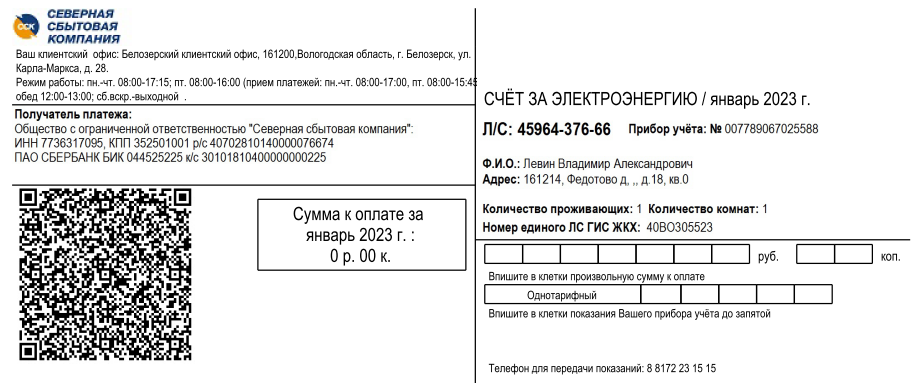 ССК
СЕВЕРНАЯ
СБЫТОВАЯ
КОМПАНИЯ
Ваш клиентский офис: Белозерский клиентский офис, 161200,Вологодская область, г. Белозерск, ул.
Карла-Маркса, д. 28.
Режим работы: пн.-чт. 08:00-17:15; пт. 08:00-16:00 (прием платежей: пн.-чт. 08:00-17:00, пт. 08:00-15:45
обед 12:00-13:00; сб.вскр.-выходной .
Получатель платежа:
Общество с ограниченной ответственностью "Северная сбытовая компания":
ИНН 7736317095, КПП 352501001 р/с 40702810140000076674
ПАО СБЕРБАНК БИК 044525225 к/с 30101810400000000225
Сумма к оплате за
январь 2023 г. :
0 р. 00 к.
СЧЁТ ЗА ЭЛЕКТРОЭНЕРГИЮ / январь 2023 г.
Л/С: 45964-376-66 Прибор учёта: № 007789067025588
Ф.И.О.: Левин Владимир Александрович
Адрес: 161214, Федотово д, ,, д.18, кв.0
Количество проживающих: 1 Количество комнат: 1
Номер единого ЛС ГИС ЖКХ: 40ВО305523
руб. коп.
Впишите в клетки произвольную сумму к оплате
Однотарифный
Впишите в клетки показания Вашего прибора учёта до запятой
Телефон для передачи показаний: 8 8172 23 15 15